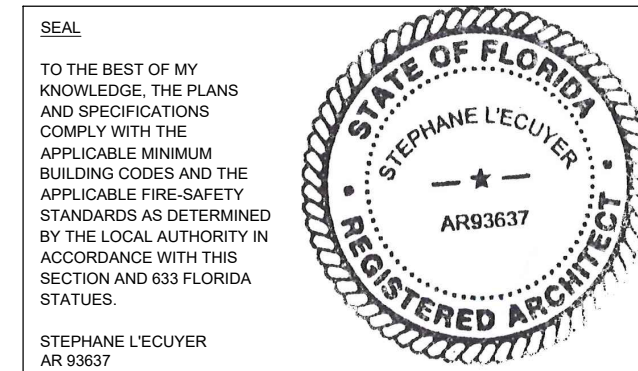 SEAL
TO THE BEST OF MY
KNOWLEDGE, THE PLANS
AND SPECIFICATIONS
COMPLY WITH THE
APPLICABLE MINIMUM
BUILDING CODES AND THE
APPLICABLE FIRE-SAFETY
STANDARDS AS DETERMINED
BY THE LOCAL AUTHORITY IN
ACCORDANCE WITH THIS
SECTION AND 633 FLORIDA
STATUES.
STEPHANE L'ECUYER
AR 93637
STATE OF FLORIDA
STEPHANE L'ECUYER
AR93637
REGISTERED ARCHITECT